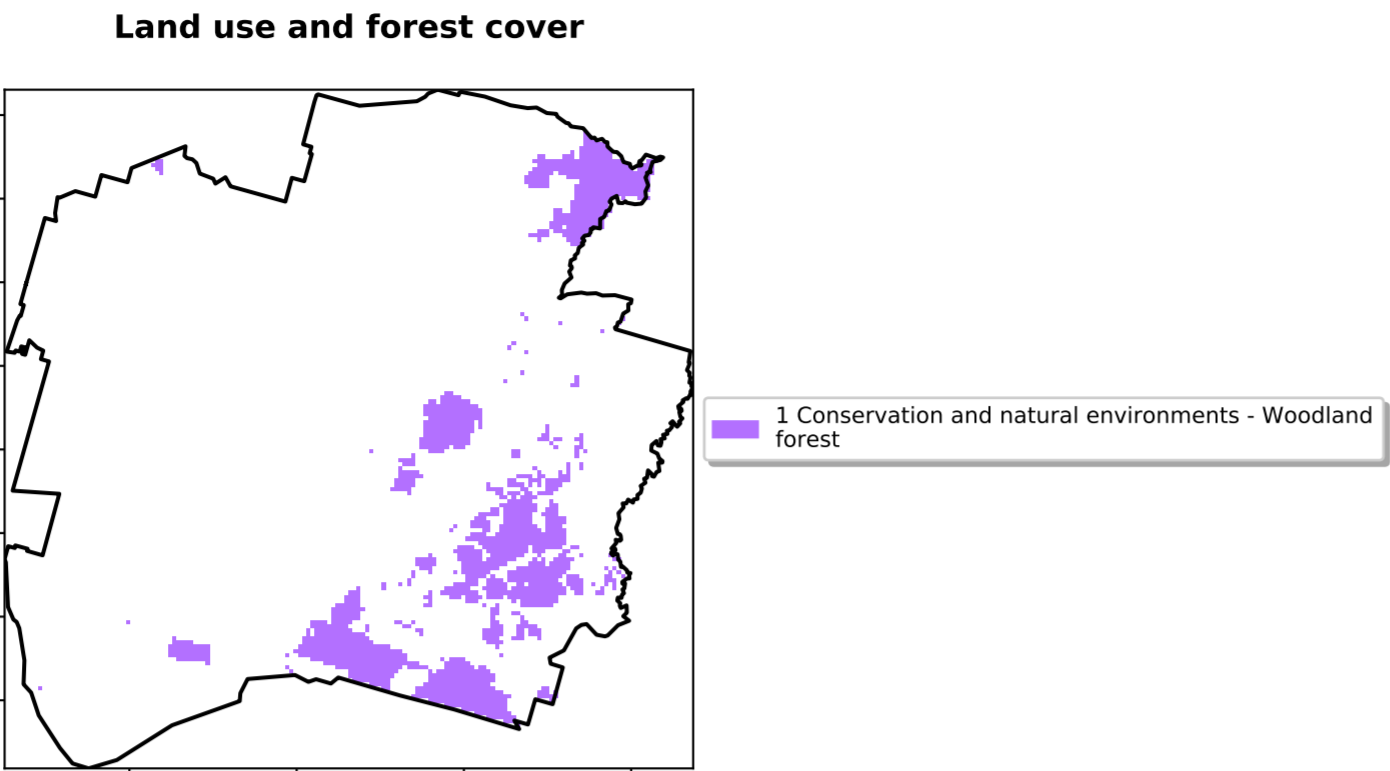 Land use and forest cover
1 Conservation and natural environments - Woodland
forest